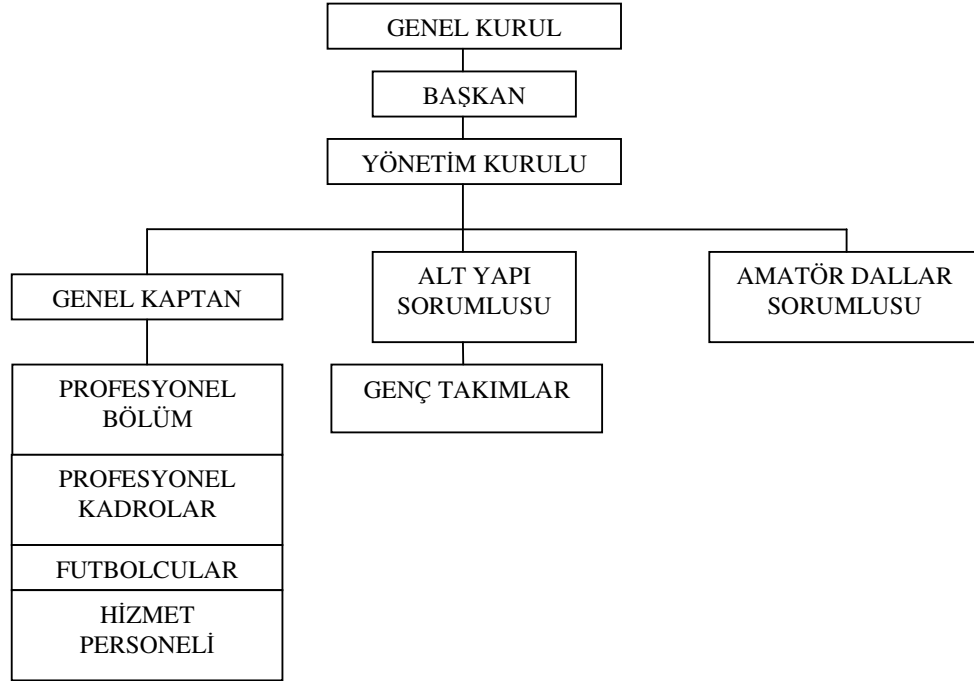 GENEL KURUL
BAŞKAN
YÖNETİM KURULU
GENEL KAPTAN
ALT YAPI
SORUMLUSU
AMATÖR DALLAR
SORUMLUSU
PROFESYONEL
BÖLÜM
GENÇ TAKIMLAR
PROFESYONEL
KADROLAR
FUTBOLCULAR
HİZMET
PERSONELİ